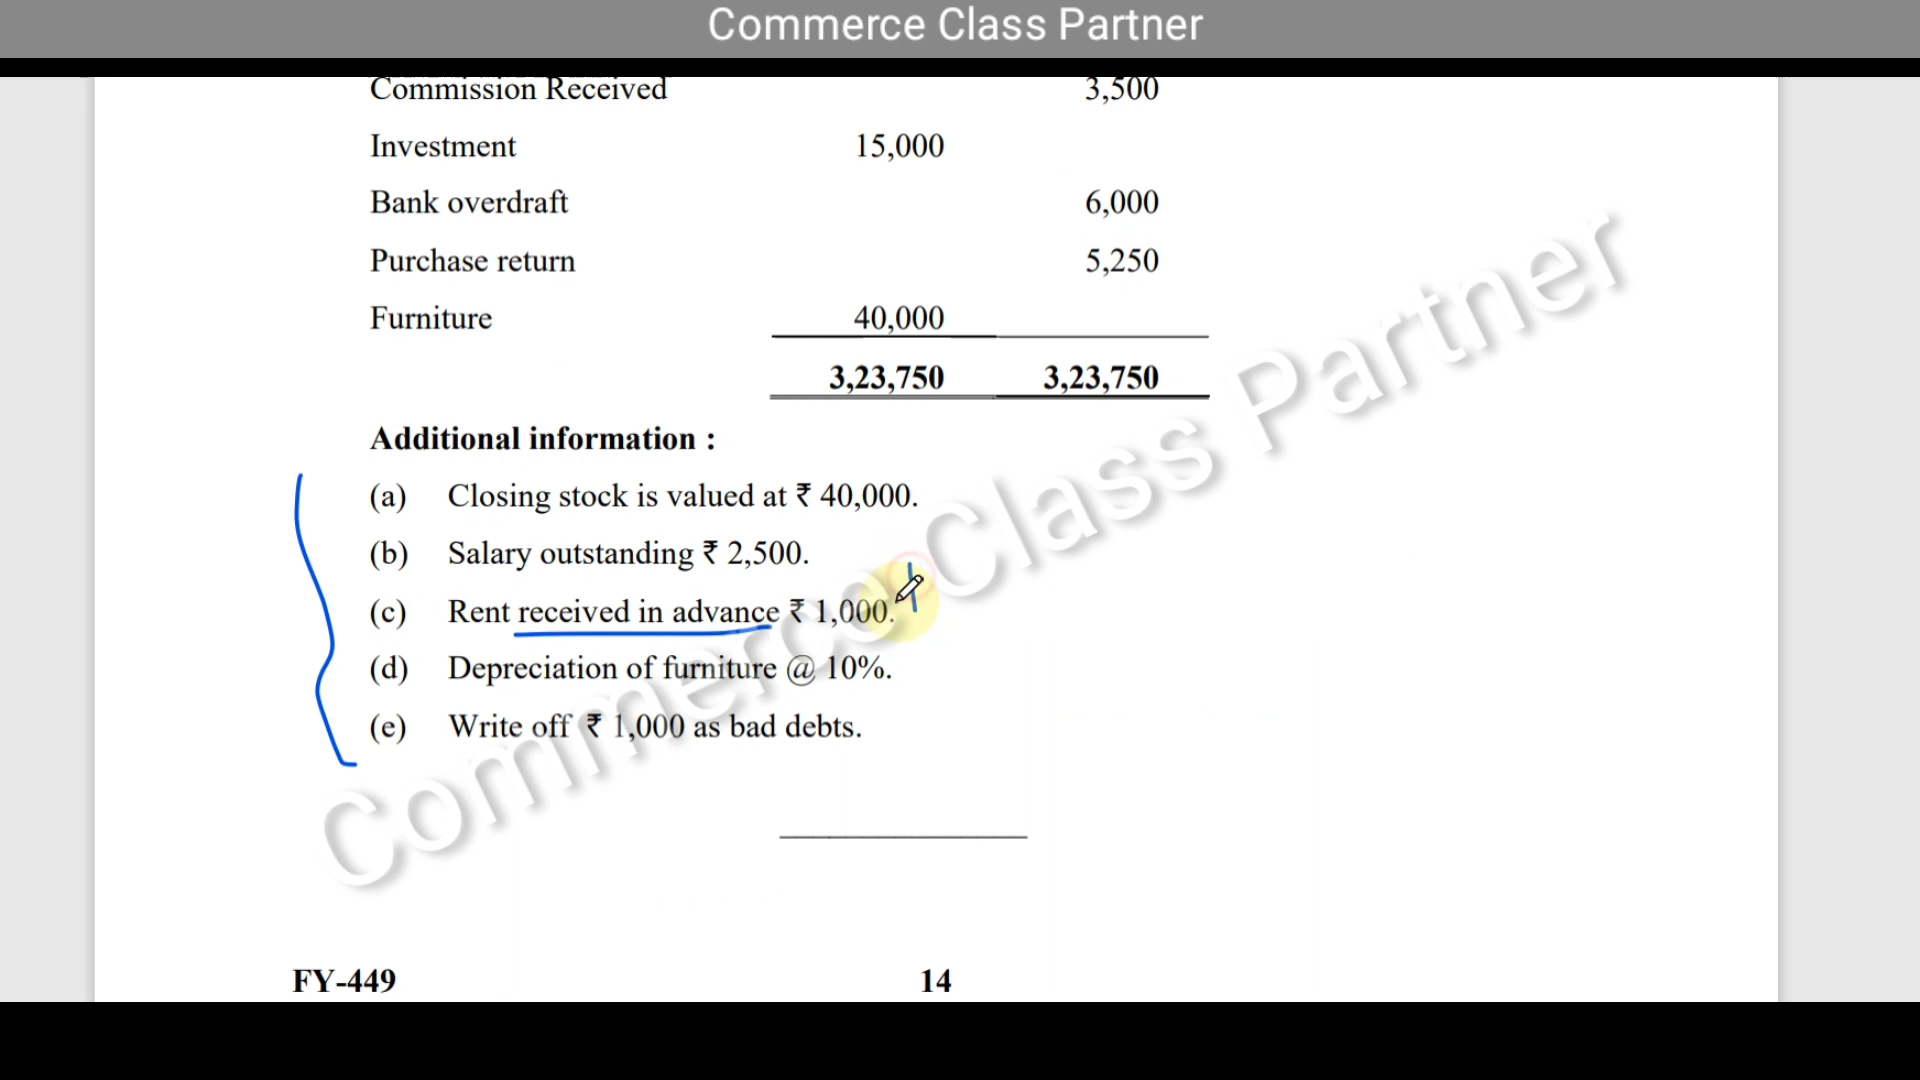 Commerce Class Partner
Commission Received 3,500
Investment 15,000
Bank overdraft 6,000
Purchase return 5,250
Furniture 40,000
3,23,750 3,23,750
Additional information :
(a) Closing stock is valued at ₹ 40,000.
(b) Salary outstanding ₹ 2,500.
(c) Rent received in advance ₹ 1,000.
(d) Depreciation of furniture @ 10%.
(e) Write off ₹ 1,000 as bad debts.
Commerce Class Partner
FY-449 14